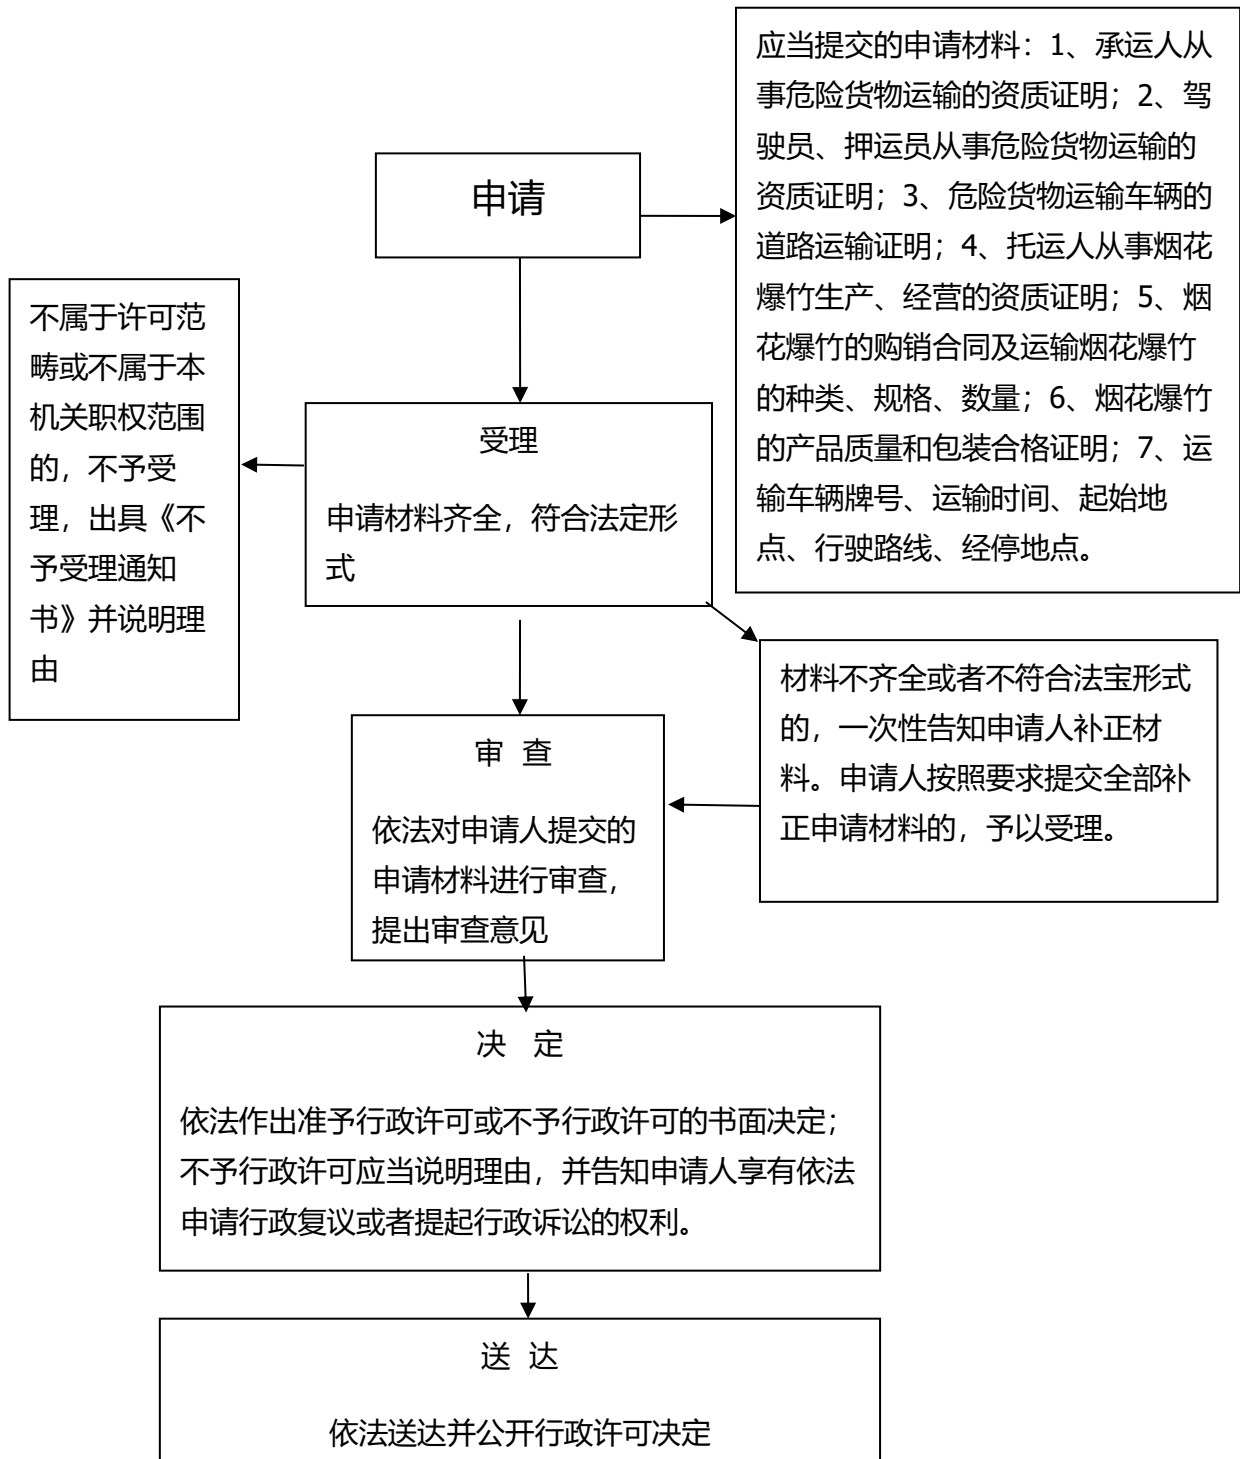 申请
应当提交的申请材料：1、承运人从
事危险货物运输的资质证明；2、驾
驶员、押运员从事危险货物运输的
资质证明；3、危险货物运输车辆的
道路运输证明；4、托运人从事烟花
爆竹生产、经营的资质证明；5、烟
花爆竹的购销合同及运输烟花爆竹
的种类、规格、数量；6、烟花爆竹
的产品质量和包装合格证明；7、运
输车辆牌号、运输时间、起始地
点、行驶路线、经停地点。
不属于许可范
畴或不属于本
机关职权范围
的，不予受
理，出具《不
予受理通知
书》并说明理
由
受理
申请材料齐全，符合法定形
式
材料不齐全或者不符合法宝形式
的，一次性告知申请人补正材
料。申请人按照要求提交全部补
正申请材料的，予以受理。
审 查
依法对申请人提交的
申请材料进行审查，
提出审查意见
决 定
依法作出准予行政许可或不予行政许可的书面决定；
不予行政许可应当说明理由，并告知申请人享有依法
申请行政复议或者提起行政诉讼的权利。
送 达
依法送达并公开行政许可决定